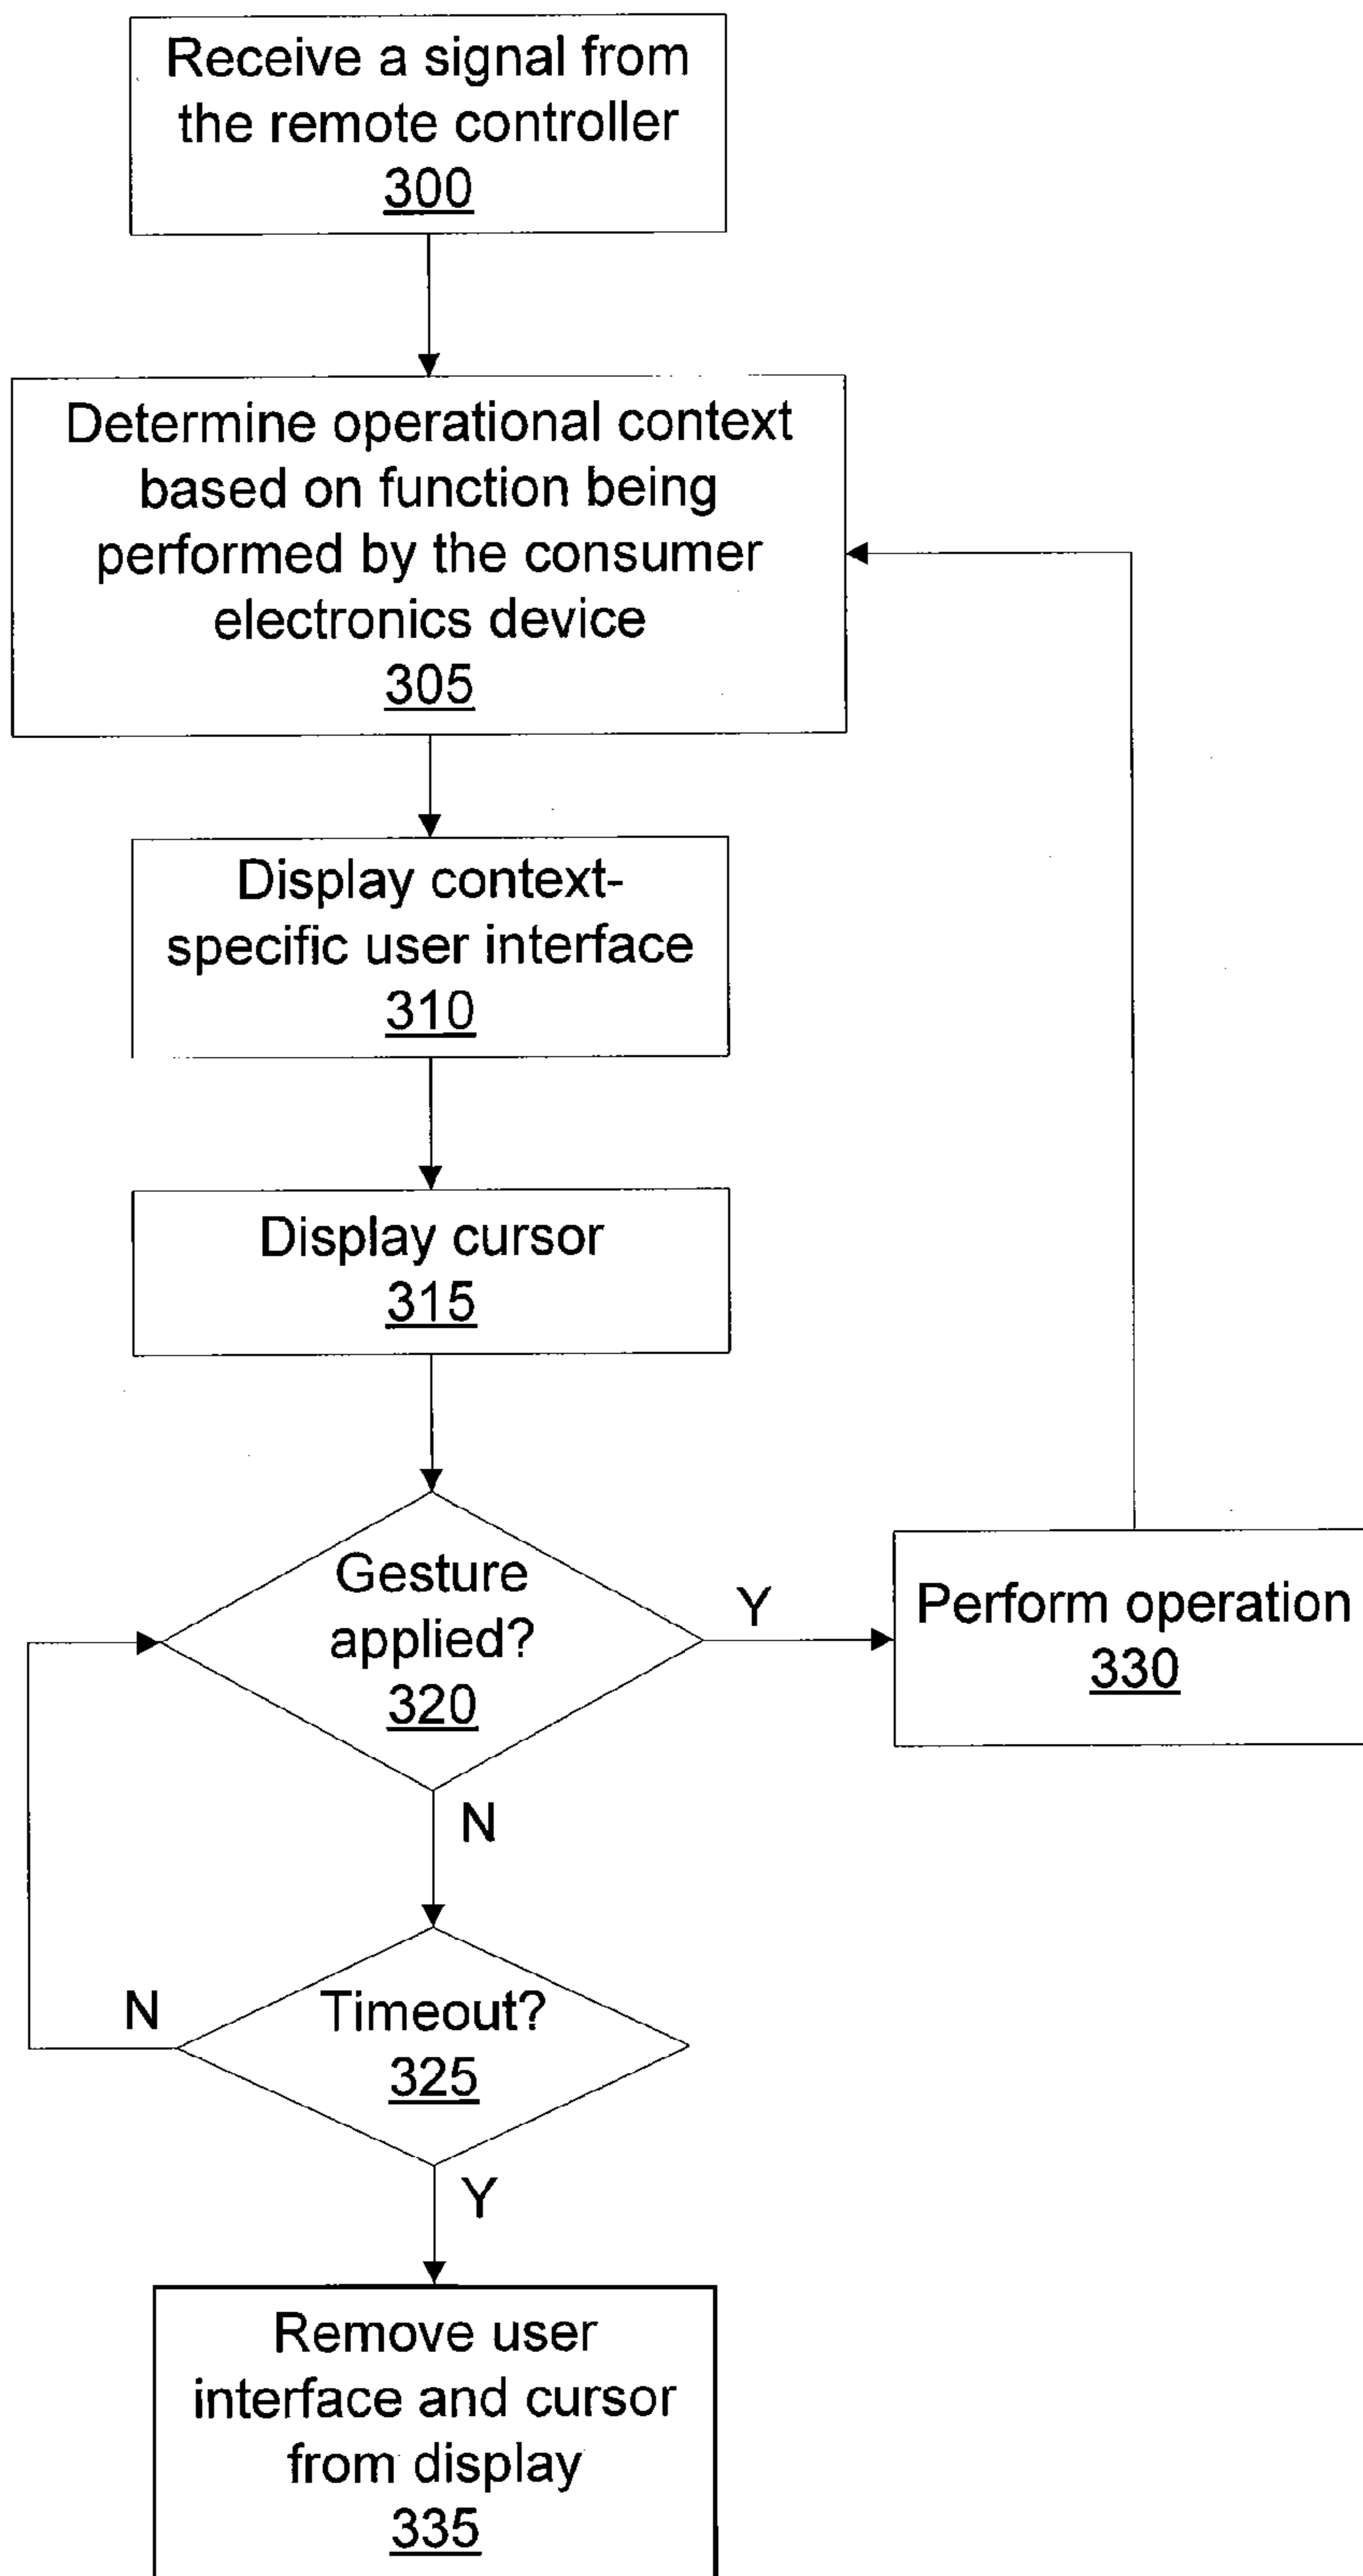 Receive a signal from
the remote controller
300
Determine operational context
based on function being
performed by the consumer
electronics device
305
Display context-
specific user interface
310
Display cursor
315
Gesture
applied?
320
Y
Perform operation
330
N
Timeout?
325
N
Y
Remove user
interface and cursor
from display
335